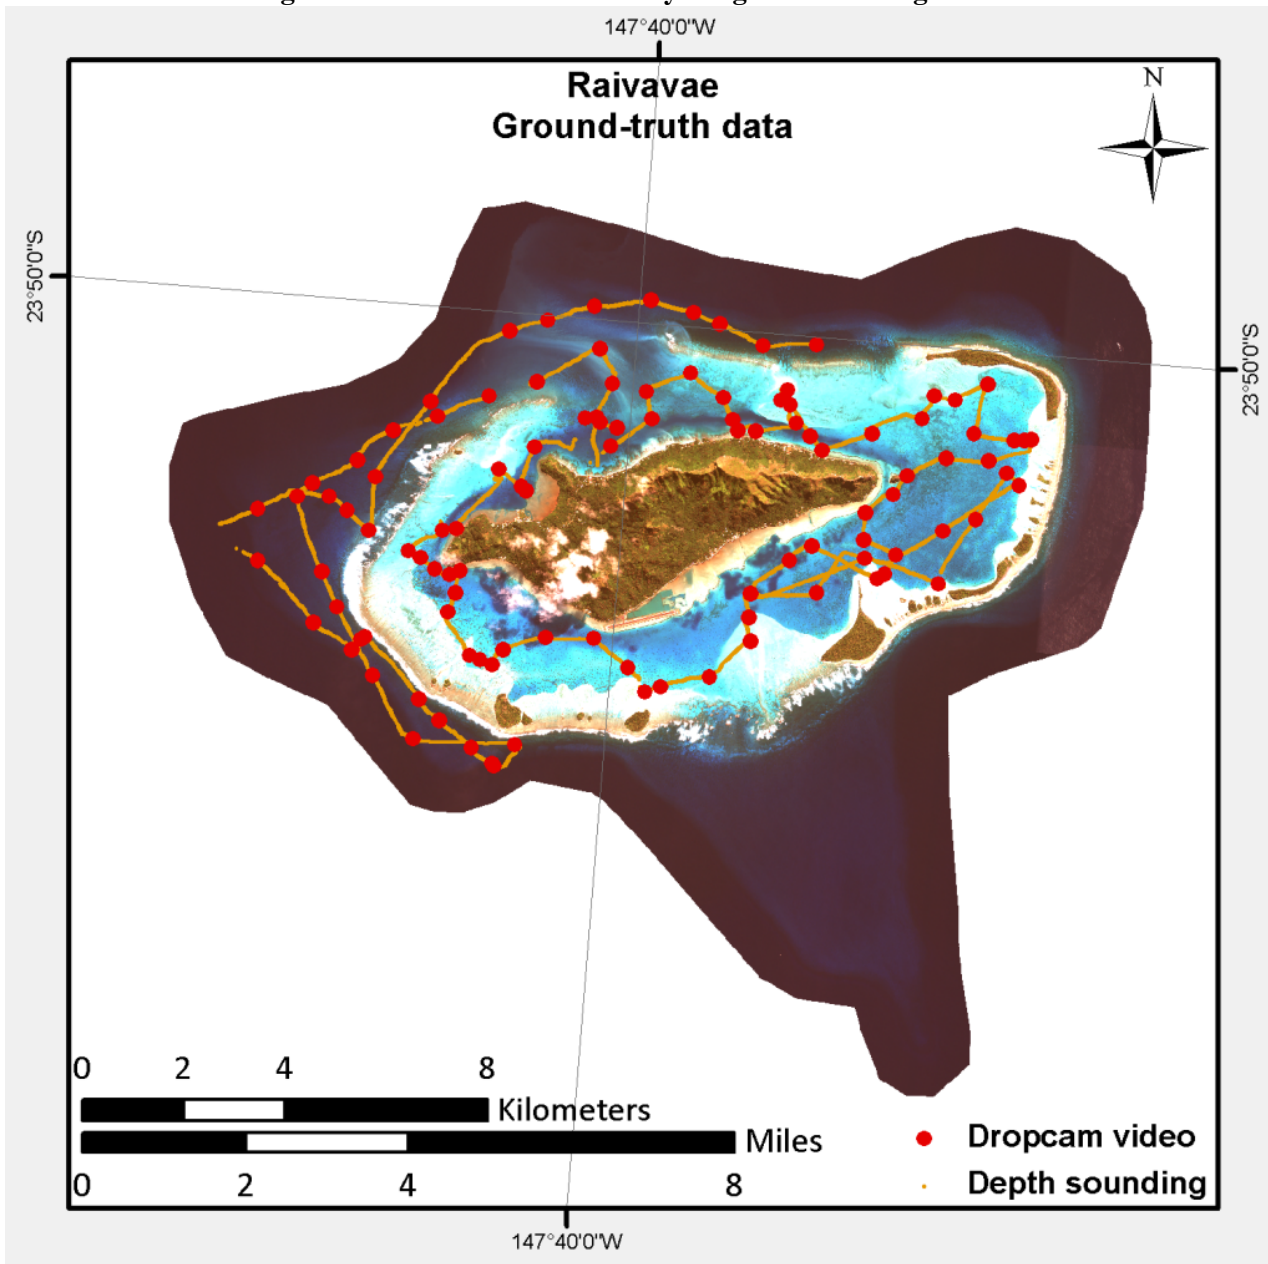 147°40'0"W
Raivavae
Ground-truth data
N
23°50'0"S
23°50'0"S
0 2 4 8
Kilometers
Miles
0 2 4 8
Dropcam video
Depth sounding
147°40'0"W